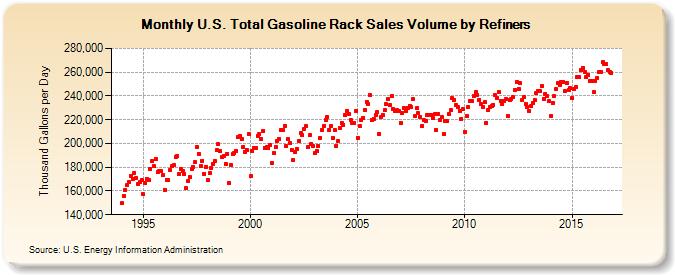 Monthly U.S. Total Gasoline Rack Sales Volume by Refiners
Thousand Gallons per Day
280,000
260,000
240,000
220,000
200,000
180,000
160,000
140,000
1995 2000 2005 2010 2015
Source: U.S. Energy Information Administration